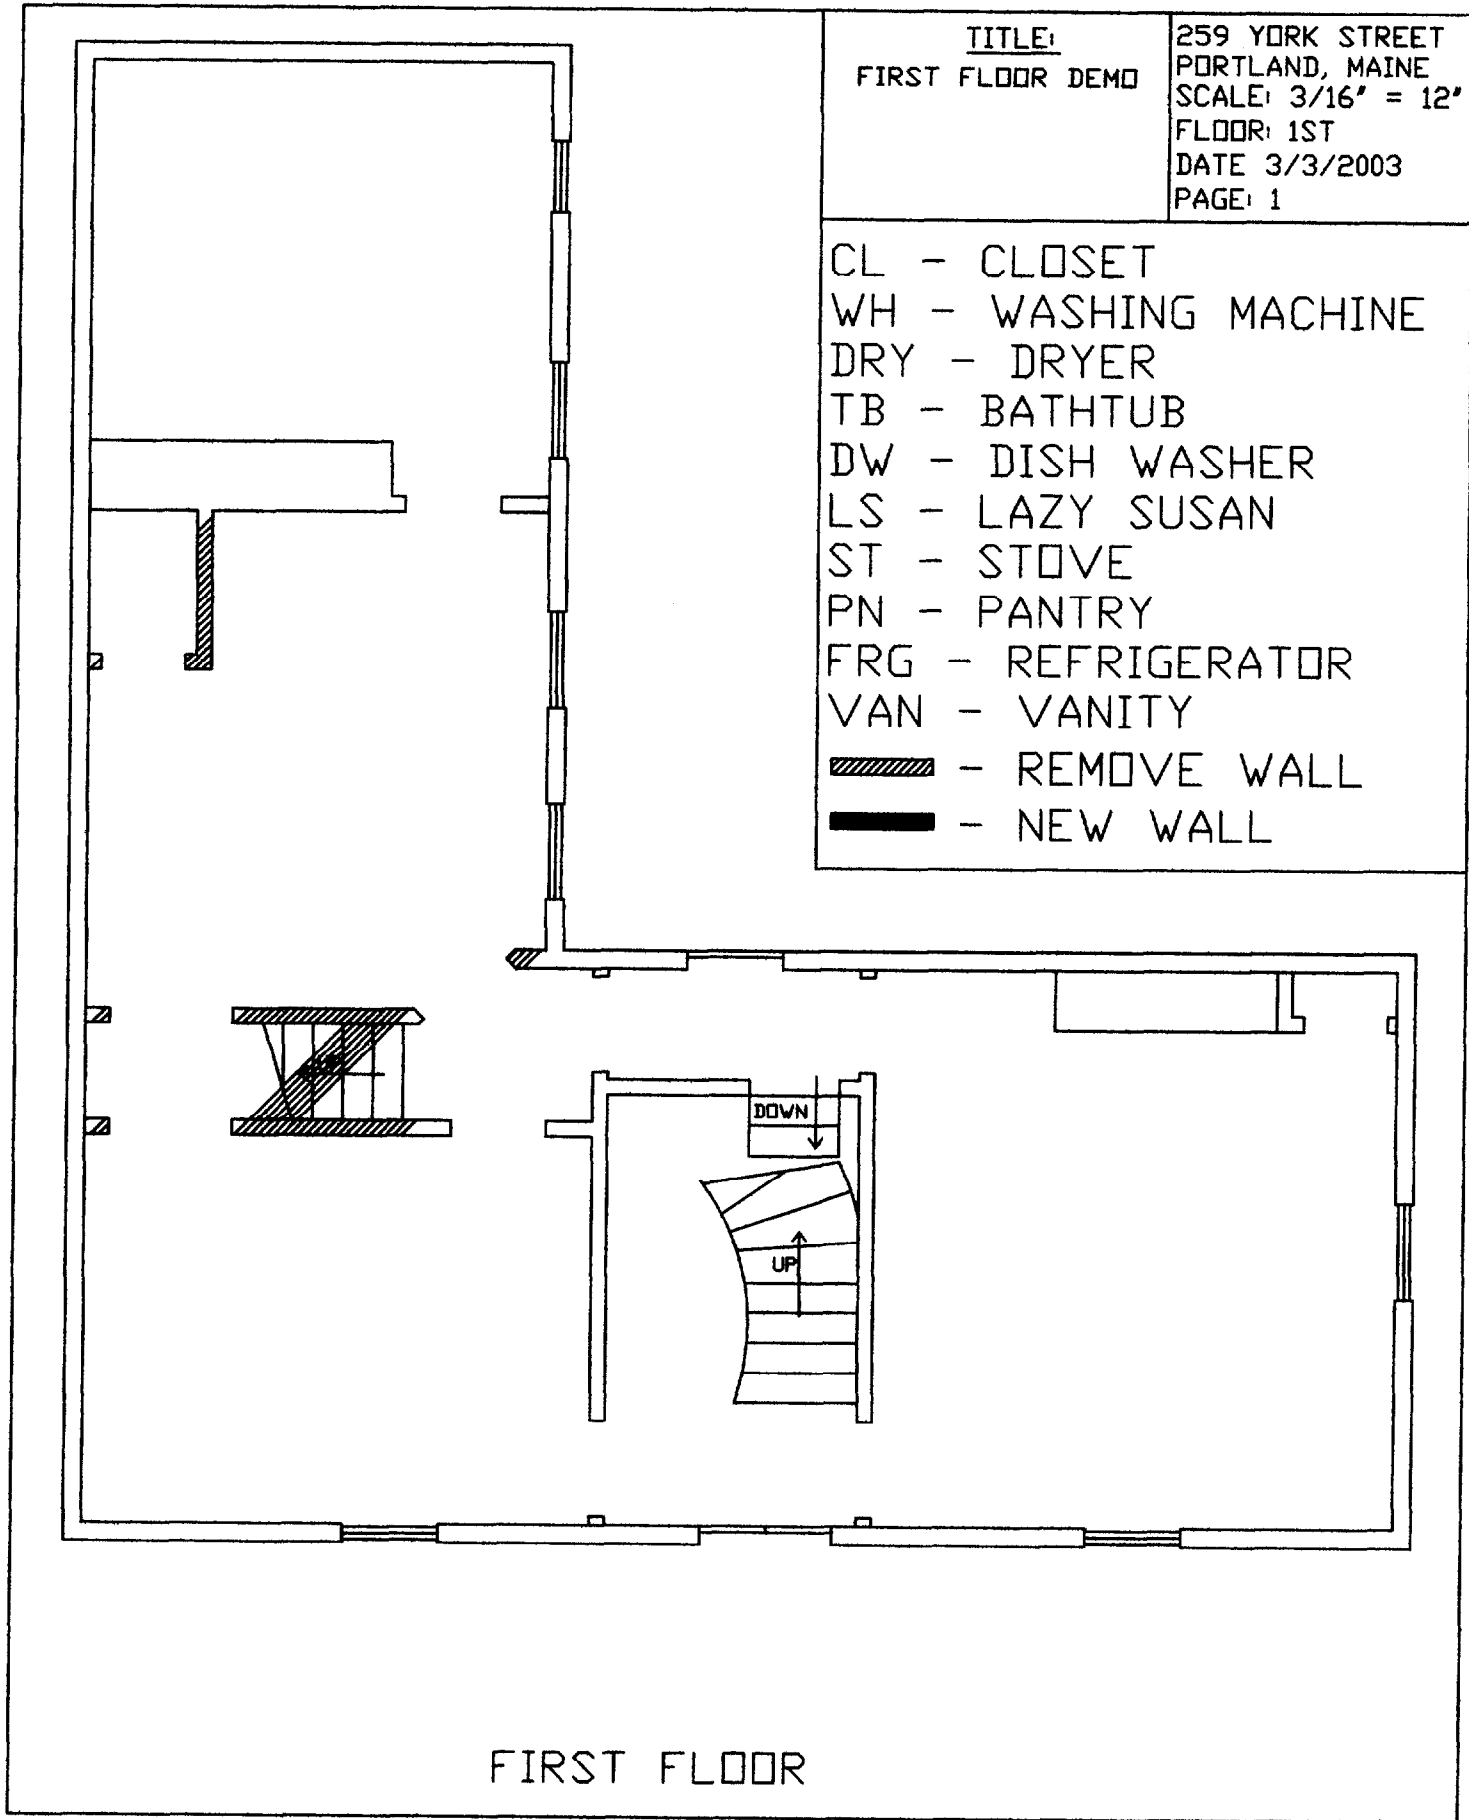 TITLE:
FIRST FLOOR DEMO
259 YORK STREET
PORTLAND, MAINE
SCALE: 3/16" = 12"
FLOOR: 1ST
DATE 3/3/2003
PAGE: 1
CL - CLOSET
WH - WASHING MACHINE
DRY - DRYER
TB - BATHTUB
DW - DISH WASHER
LS - LAZY SUSAN
ST - STOVE
PN - PANTRY
FRG - REFRIGERATOR
VAN - VANITY
- REMOVE WALL
- NEW WALL
DOWN
UP
FIRST FLOOR